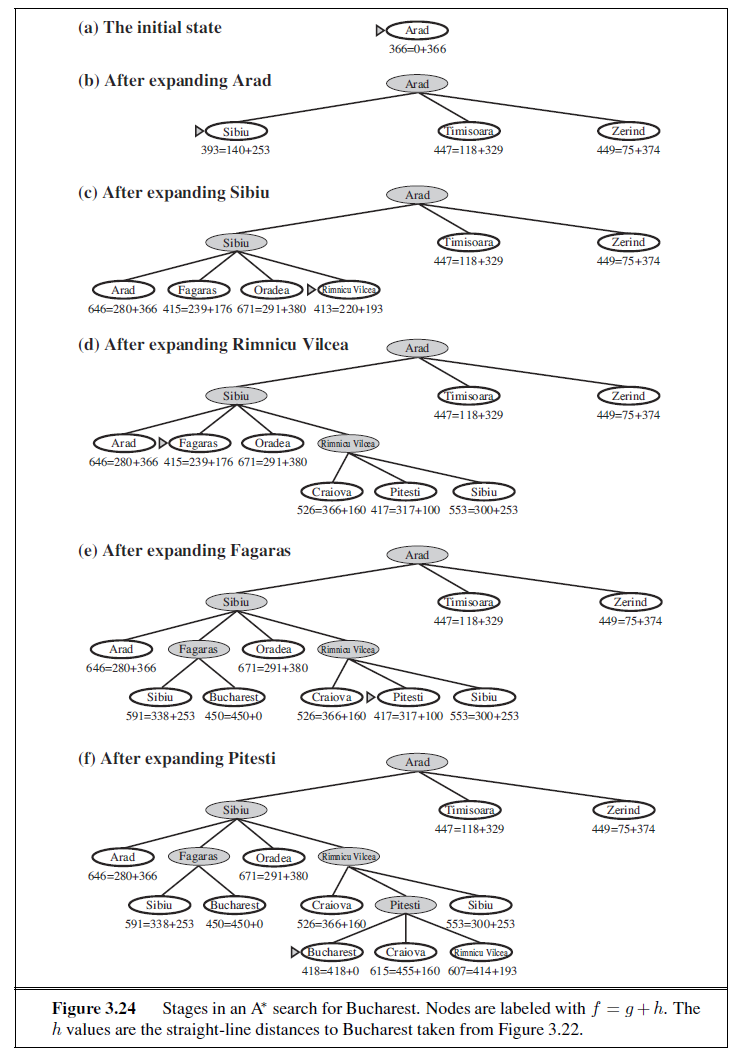 (a) The initial state
Arad
366=0+366
(b) After expanding Arad
Arad
Sibiu Timisoara Zerind
393=140+253 447=118+329 449=75+374
(c) After expanding Sibiu
Arad
Sibiu Timisoara Zerind
447=118+329 449=75+374
Arad Fagaras Oradea Rimnicu Vilcea
646=280+366 415=239+176 671=291+380 413=220+193
(d) After expanding Rimnicu Vilcea
Arad
Sibiu Timisoara Zerind
447=118+329 449=75+374
Arad Fagaras Oradea Rimnicu Vilcea
646=280+366 415=239+176 671=291+380
Craiova Pitesti Sibiu
526=366+160 417=317+100 553=300+253
(e) After expanding Fagaras
Arad
Sibiu Timisoara Zerind
447=118+329 449=75+374
Arad Fagaras Oradea Rimnicu Vilcea
646=280+366 671=291+380
Sibiu Bucharest Craiova Pitesti Sibiu
591=338+253 450=450+0 526=366+160 417=317+100 553=300+253
(f) After expanding Pitesti
Arad
Sibiu Timisoara Zerind
447=118+329 449=75+374
Arad Fagaras Oradea Rimnicu Vilcea
646=280+366 671=291+380
Sibiu Bucharest Craiova Pitesti Sibiu
591=338+253 450=450+0 526=366+160 553=300+253
Bucharest Craiova Rimnicu Vilcea
418=418+0 615=455+160 607=414+193
Figure 3.24 Stages in an A* search for Bucharest. Nodes are labeled with f = g + h. The
h values are the straight-line distances to Bucharest taken from Figure 3.22.